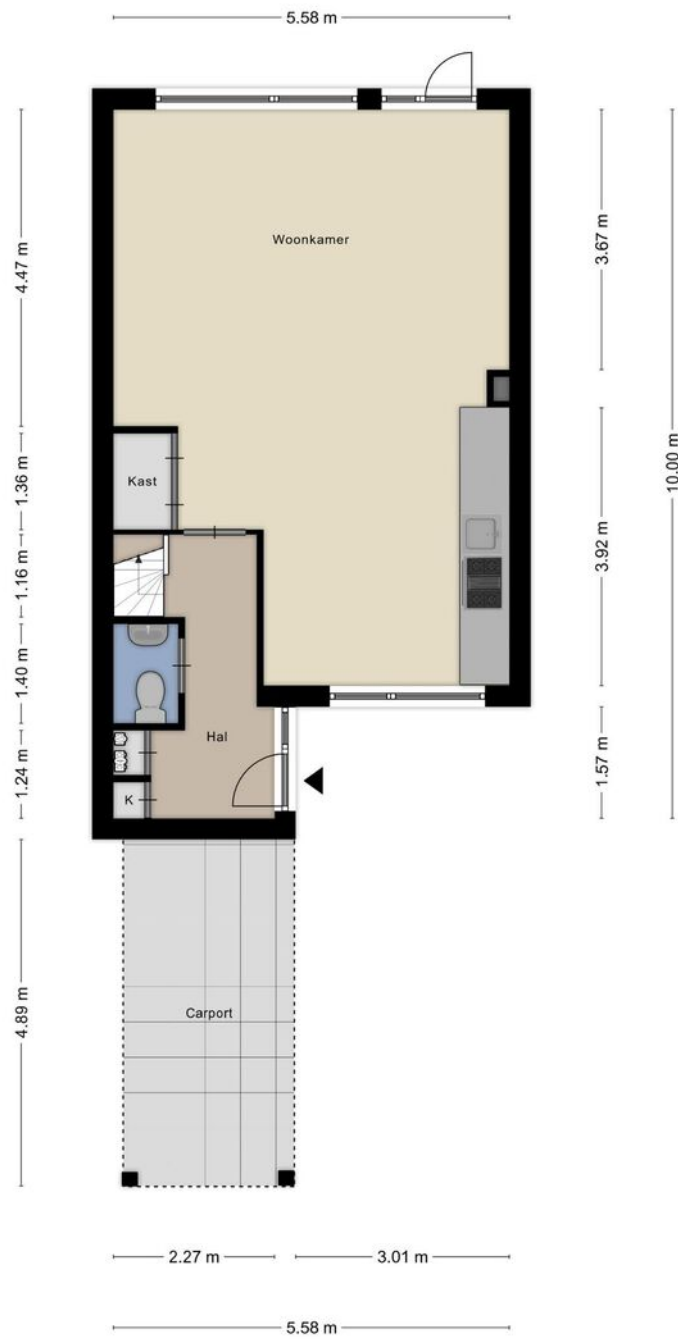 5.58 m
Woonkamer
4.47 m
3.67 m
10.00 m
Kast
1.36 m
3.92 m
1.16 m
1.40 m
Hal
1.24 m
1.57 m
K
Carport
4.89 m
2.27 m
3.01 m
5.58 m